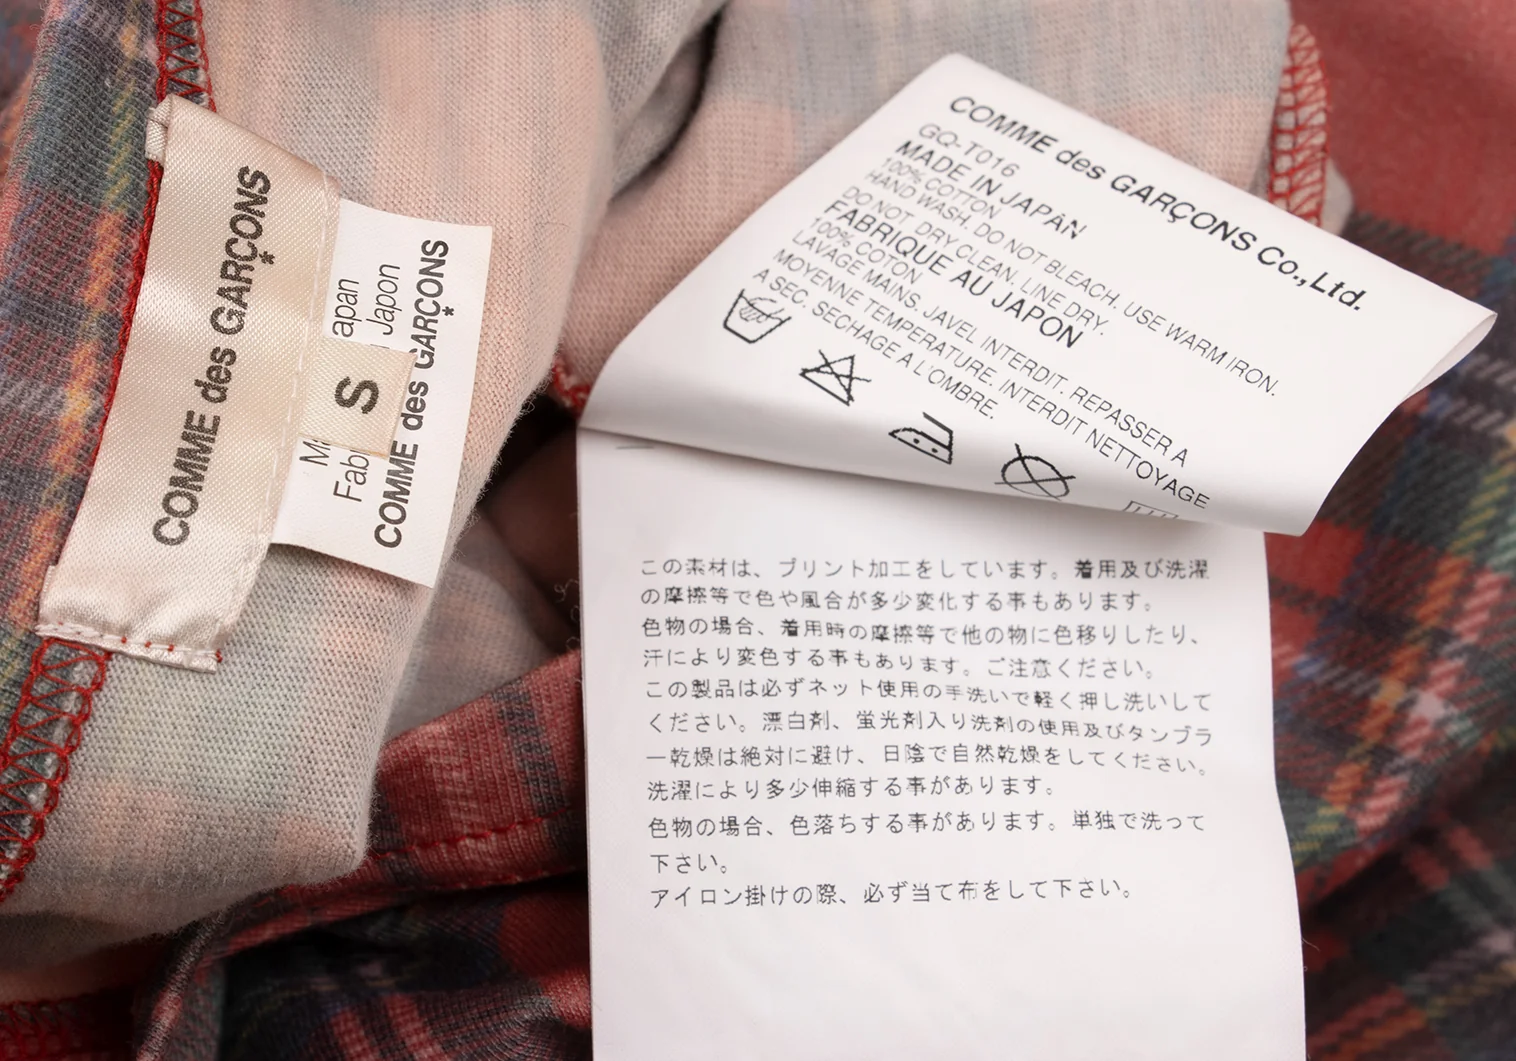 COMME des GARÇONS
S
apan
Japon
Ma
Fabi
COMME des GARÇONS
COMME des GARÇONS Co.,Ltd.
GQ-T016
MADE IN JAPAN
100% COTTON
HAND WASH. DO NOT BLEACH. USE WARM IRON.
DO NOT DRY CLEAN. LINE DRY.
FABRIQUE AU JAPON
100% COTON
LAVAGE MAINS. JAVEL INTERDIT. REPASSER A
MOYENNE TEMPERATURE. INTERDIT NETTOYAGE
A SEC. SECHAGE A L'OMBRE.
この素材は、プリント加工をしています。着用及び洗濯
の摩擦等で色や風合が多少変化する事もあります。
色物の場合、着用時の摩擦等で他の物に色移りしたり、
汗により変色する事もあります。ご注意ください。
この製品は必ずネット使用の手洗いで軽く押し洗いして
ください。漂白剤、蛍光剤入り洗剤の使用及びタンブラ
ー乾燥は絶対に避け、日陰で自然乾燥をしてください。
洗濯により多少伸縮する事があります。
色物の場合、色落ちする事があります。単独で洗って
下さい。
アイロン掛けの際、必ず当て布をして下さい。